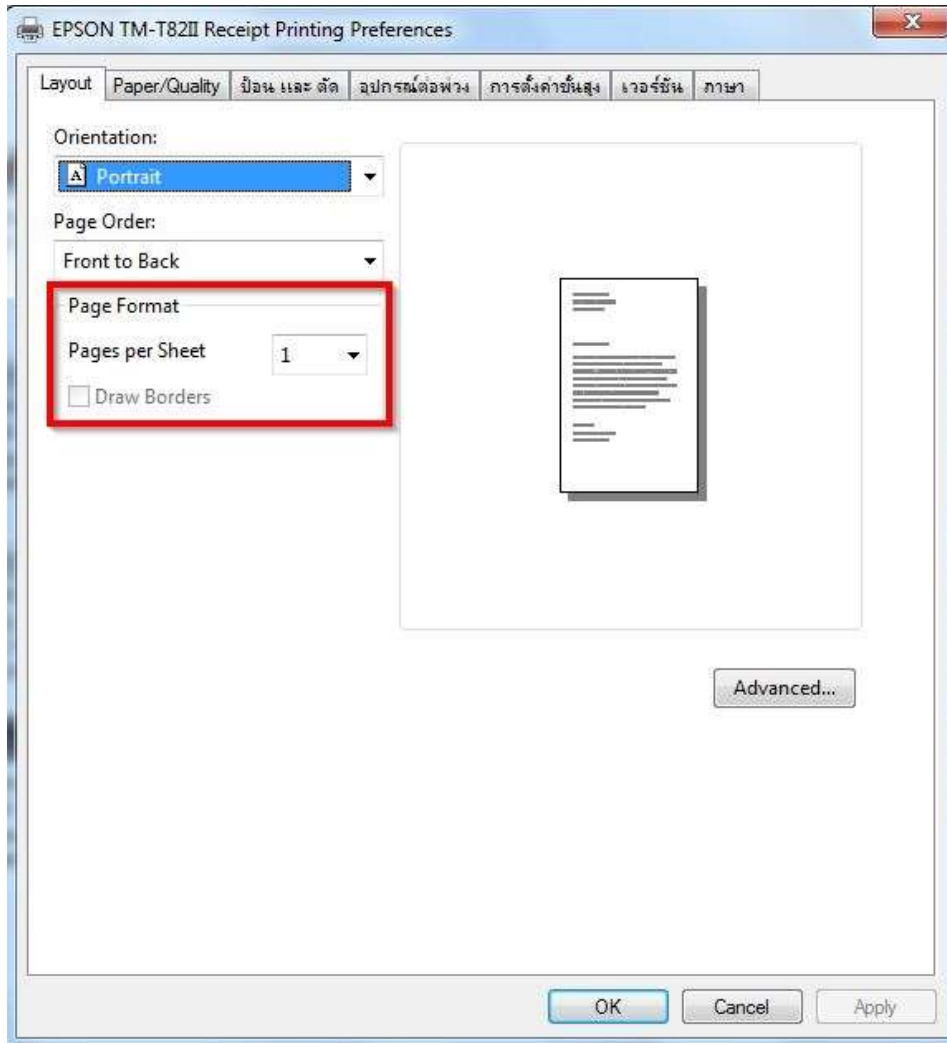 EPSON TM-T82II Receipt Printing Preferences
Layout Paper/Quality ป้อน และ ตัด อุปกรณ์ต่อพ่วง การตั้งค่าขั้นสูง เวอร์ชัน ภาษา
Orientation:
A Portrait
Page Order:
Front to Back
Page Format
Pages per Sheet 1
Draw Borders
Advanced...
OK Cancel Apply